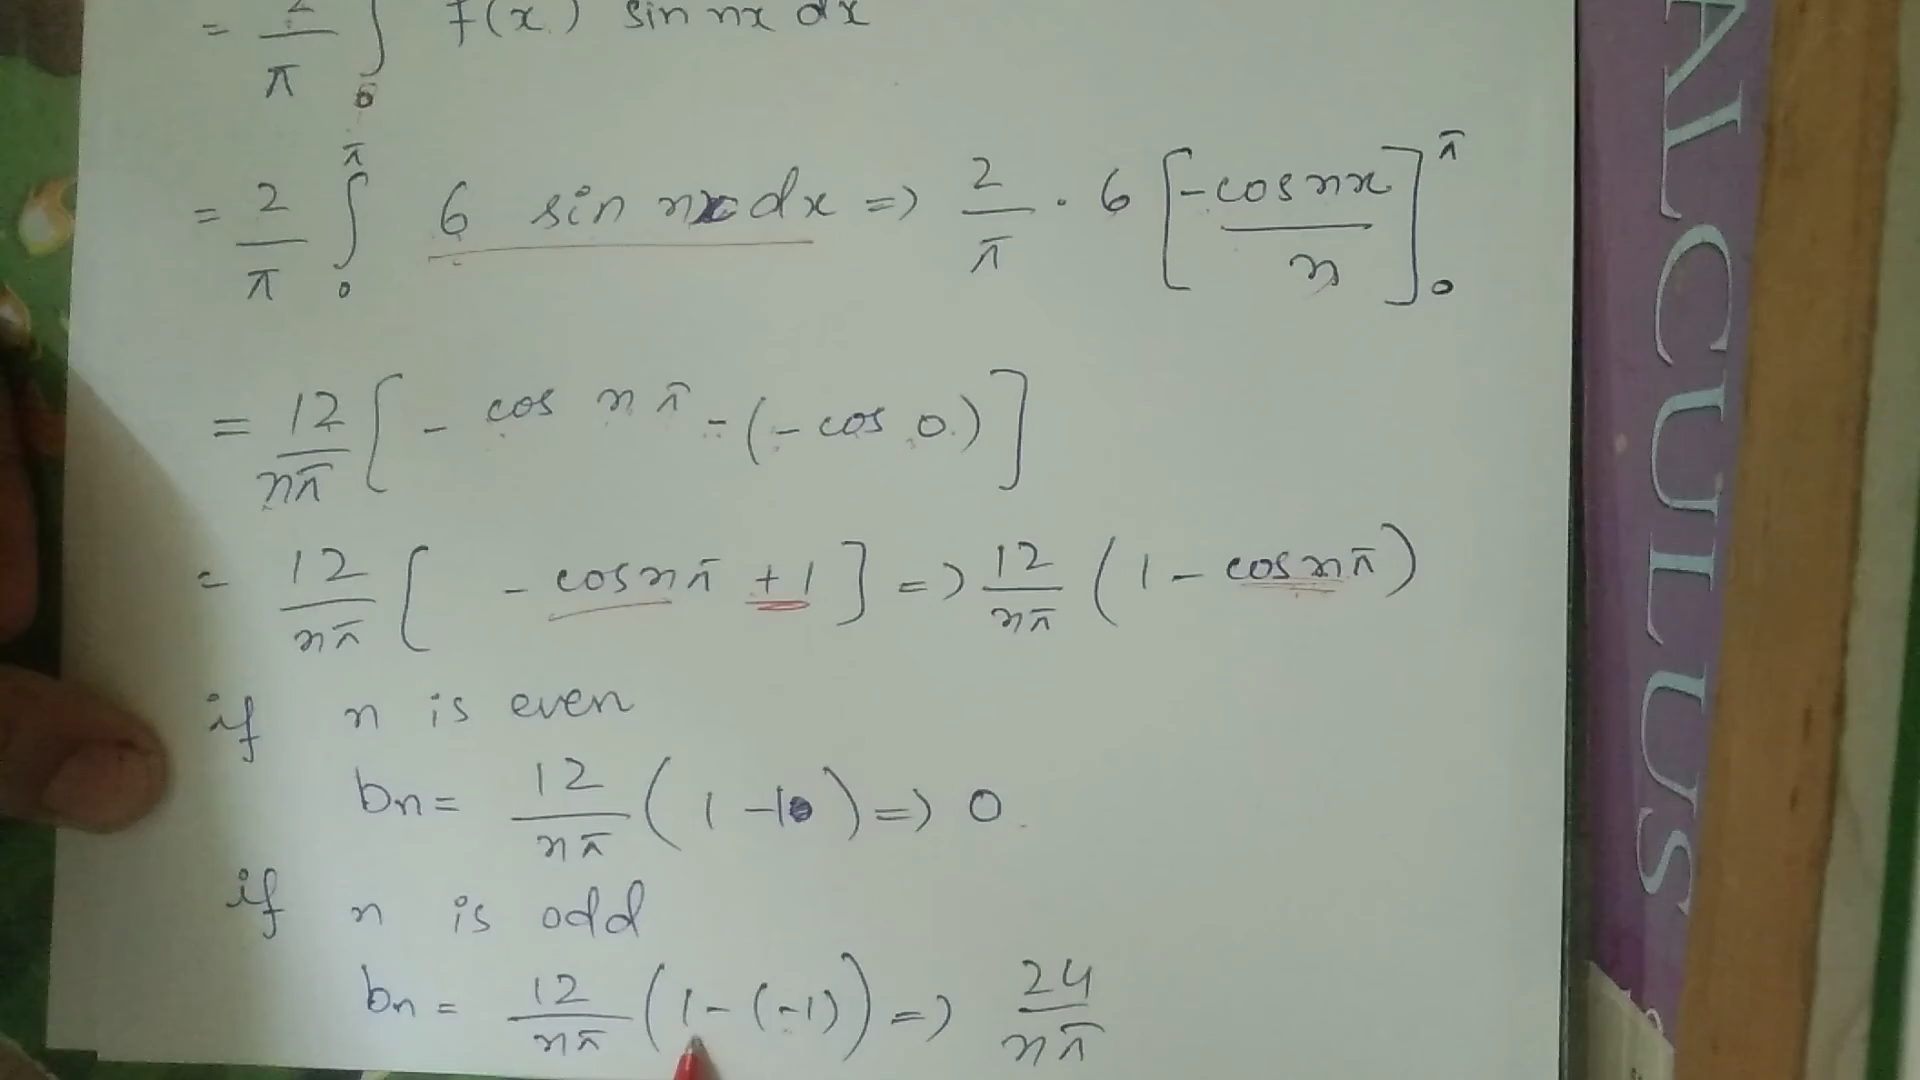 = 2/π ∫₀ f(x) sin nx dx
= 2/π ∫₀^π 6 sin nx dx => 2/π · 6 [-cos nx / n]₀^π
= 12/nπ [ - cos nπ - (- cos 0) ]
= 12/nπ [ - cos nπ + 1 ] => 12/nπ ( 1 - cos nπ )
if n is even
bn = 12/nπ ( 1 - 1 ) => 0
if n is odd
bn = 12/nπ ( 1 - (-1) ) => 24/nπ
ALCULUS